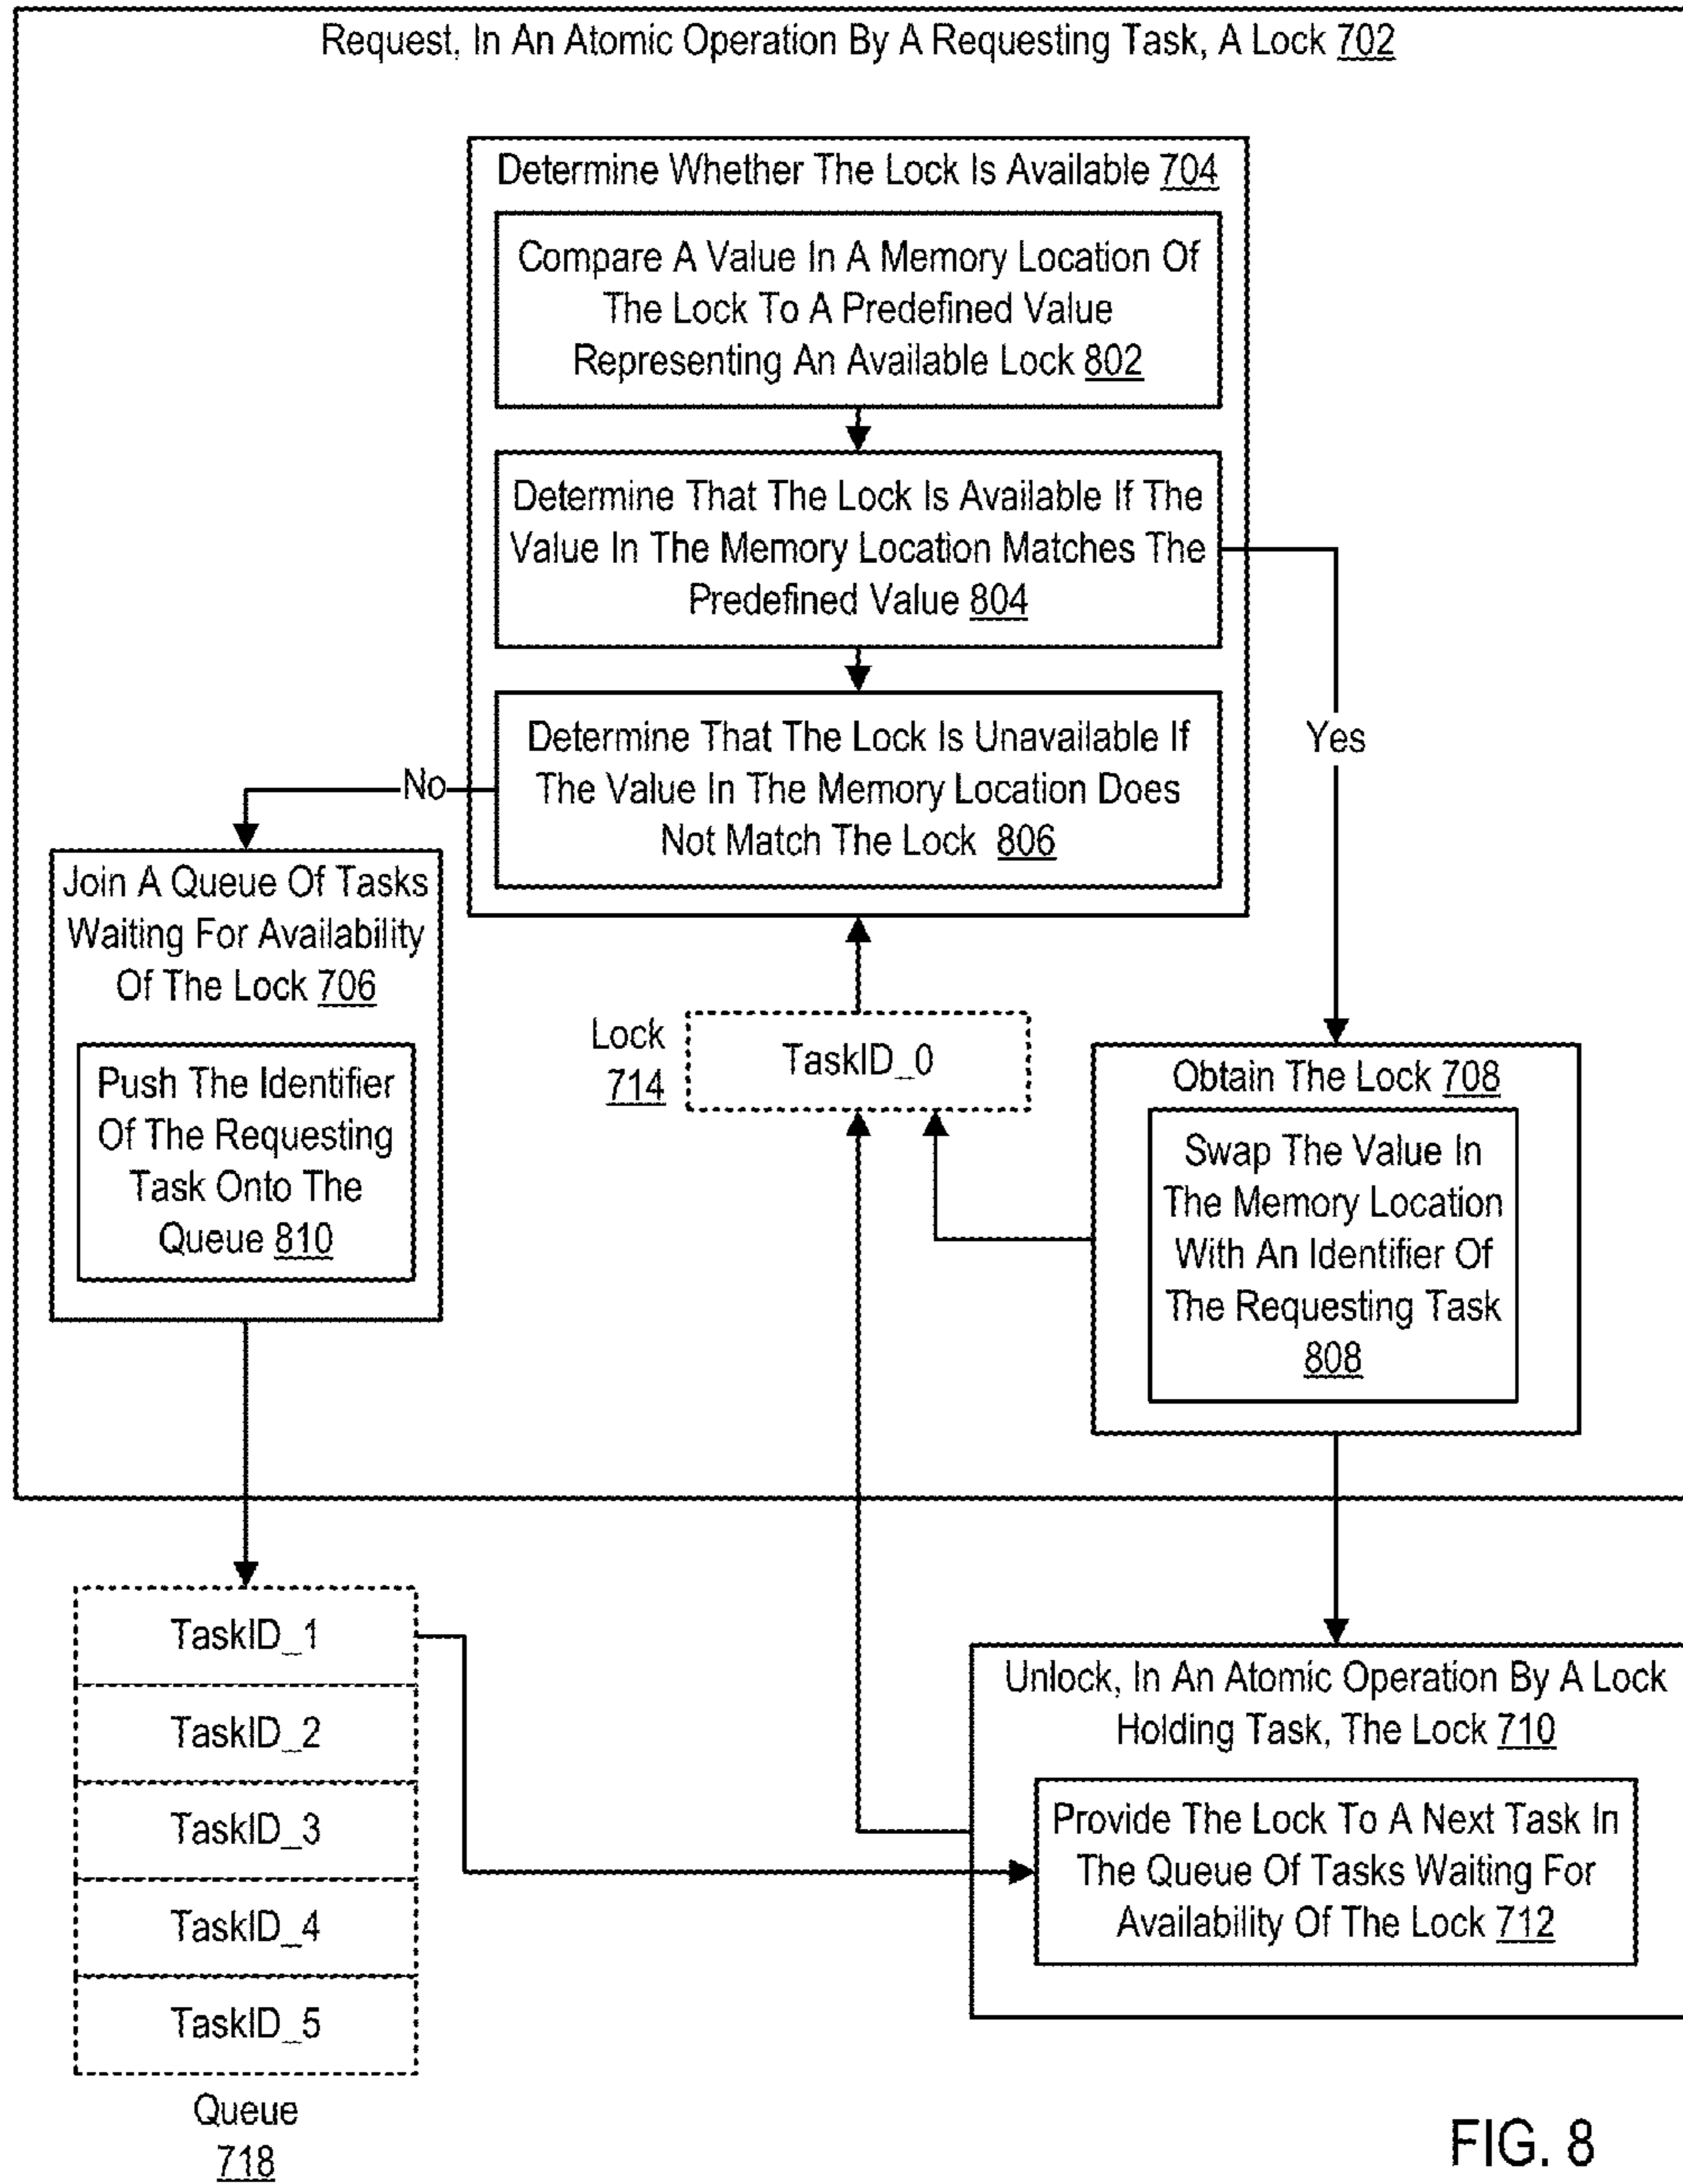 Request, In An Atomic Operation By A Requesting Task, A Lock 702
Determine Whether The Lock Is Available 704
Compare A Value In A Memory Location Of
The Lock To A Predefined Value
Representing An Available Lock 802
Determine That The Lock Is Available If The
Value In The Memory Location Matches The
Predefined Value 804
Yes
Determine That The Lock Is Unavailable If
The Value In The Memory Location Does
Not Match The Lock 806
No
Join A Queue Of Tasks
Waiting For Availability
Of The Lock 706
Push The Identifier
Of The Requesting
Task Onto The
Queue 810
Lock
714
TaskID_0
Obtain The Lock 708
Swap The Value In
The Memory Location
With An Identifier Of
The Requesting Task
808
TaskID_1
TaskID_2
TaskID_3
TaskID_4
TaskID_5
Queue
718
Unlock, In An Atomic Operation By A Lock
Holding Task, The Lock 710
Provide The Lock To A Next Task In
The Queue Of Tasks Waiting For
Availability Of The Lock 712
FIG. 8